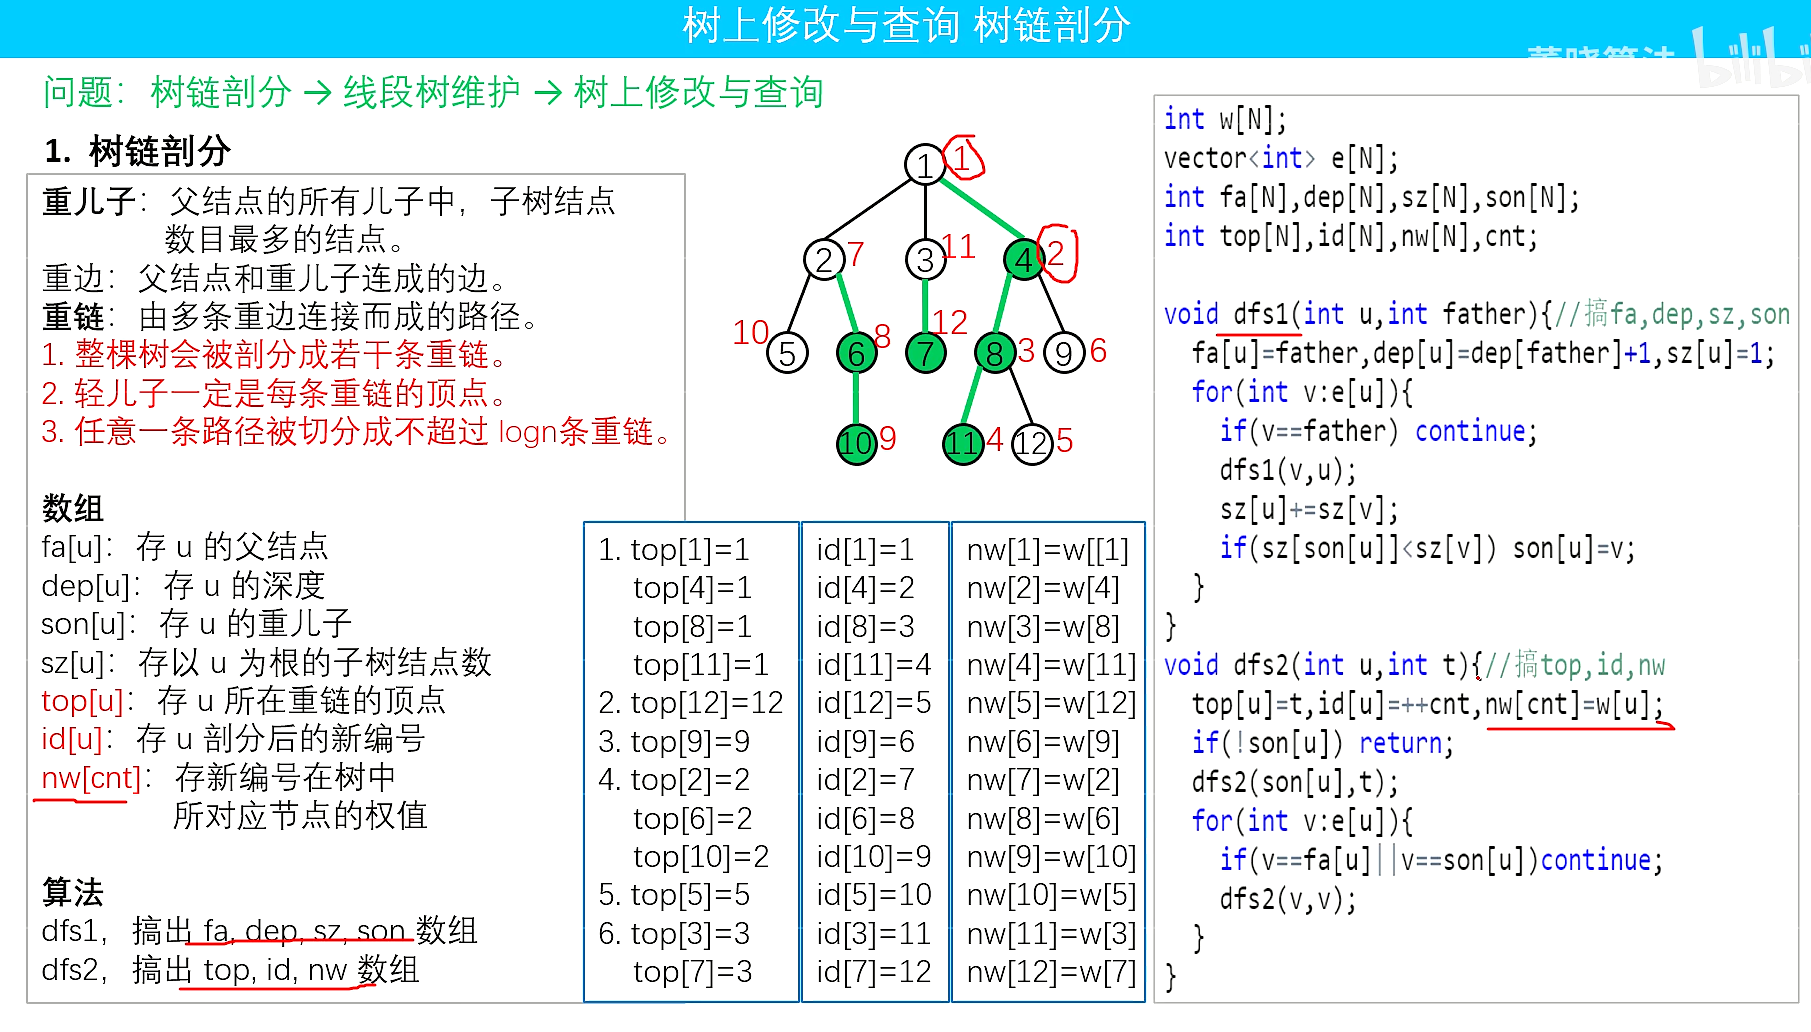 树上修改与查询 树链剖分
董晓算法 bilibili
问题：树链剖分 → 线段树维护 → 树上修改与查询
1. 树链剖分
重儿子：父结点的所有儿子中，子树结点
数目最多的结点。
重边：父结点和重儿子连成的边。
重链：由多条重边连接而成的路径。
1. 整棵树会被剖分成若干条重链。
2. 轻儿子一定是每条重链的顶点。
3. 任意一条路径被切分成不超过 logn条重链。
数组
fa[u]：存 u 的父结点
dep[u]：存 u 的深度
son[u]：存 u 的重儿子
sz[u]：存以 u 为根的子树结点数
top[u]：存 u 所在重链的顶点
id[u]：存 u 剖分后的新编号
nw[cnt]：存新编号在树中
所对应节点的权值
算法
dfs1，搞出 fa, dep, sz, son 数组
dfs2，搞出 top, id, nw 数组
1 1
2 7 3 11 4 2
10 5 6 8 7 12 8 3 9 6
10 9 11 4 12 5
1. top[1]=1 id[1]=1 nw[1]=w[[1]
top[4]=1 id[4]=2 nw[2]=w[4]
top[8]=1 id[8]=3 nw[3]=w[8]
top[11]=1 id[11]=4 nw[4]=w[11]
2. top[12]=12 id[12]=5 nw[5]=w[12]
3. top[9]=9 id[9]=6 nw[6]=w[9]
4. top[2]=2 id[2]=7 nw[7]=w[2]
top[6]=2 id[6]=8 nw[8]=w[6]
top[10]=2 id[10]=9 nw[9]=w[10]
5. top[5]=5 id[5]=10 nw[10]=w[5]
6. top[3]=3 id[3]=11 nw[11]=w[3]
top[7]=3 id[7]=12 nw[12]=w[7]
int w[N];
vector<int> e[N];
int fa[N],dep[N],sz[N],son[N];
int top[N],id[N],nw[N],cnt;
void dfs1(int u,int father){//搞fa,dep,sz,son
fa[u]=father,dep[u]=dep[father]+1,sz[u]=1;
for(int v:e[u]){
if(v==father) continue;
dfs1(v,u);
sz[u]+=sz[v];
if(sz[son[u]]<sz[v]) son[u]=v;
}
}
void dfs2(int u,int t){//搞top,id,nw
top[u]=t,id[u]=++cnt,nw[cnt]=w[u];
if(!son[u]) return;
dfs2(son[u],t);
for(int v:e[u]){
if(v==fa[u]||v==son[u])continue;
dfs2(v,v);
}
}